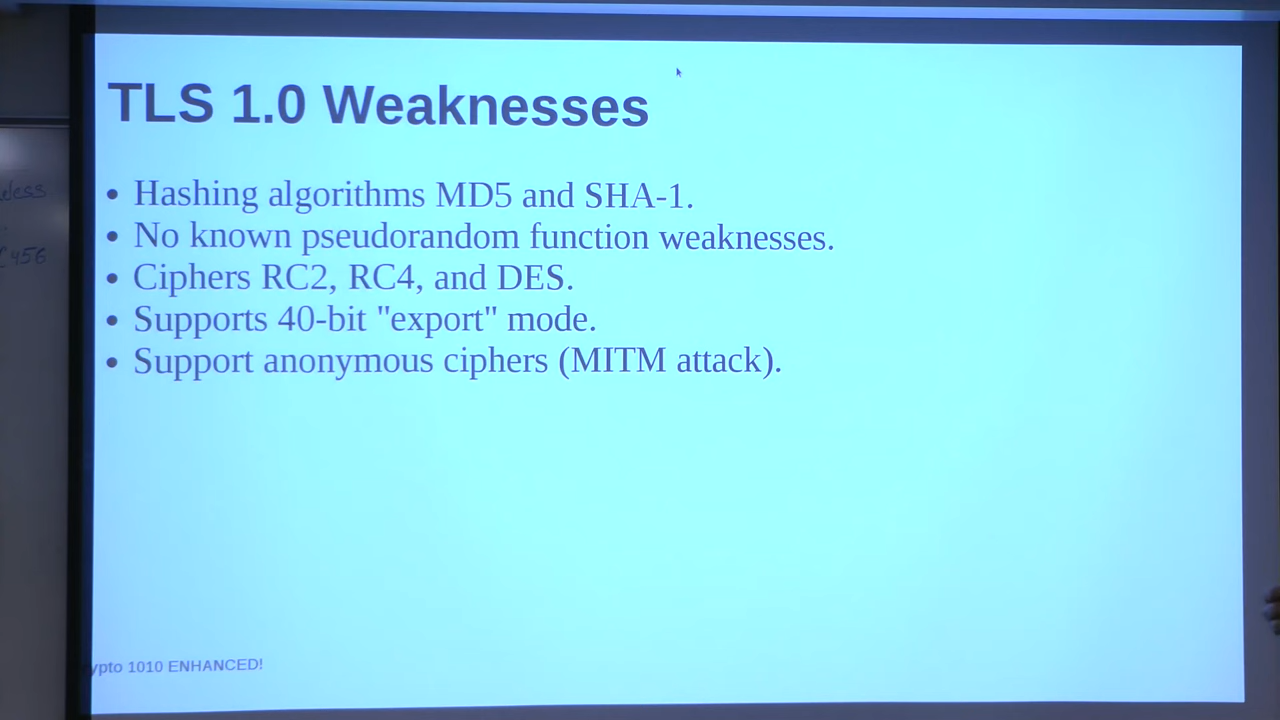 TLS 1.0 Weaknesses
• Hashing algorithms MD5 and SHA-1.
• No known pseudorandom function weaknesses.
• Ciphers RC2, RC4, and DES.
• Supports 40-bit "export" mode.
• Support anonymous ciphers (MITM attack).
ypto 1010 ENHANCED!